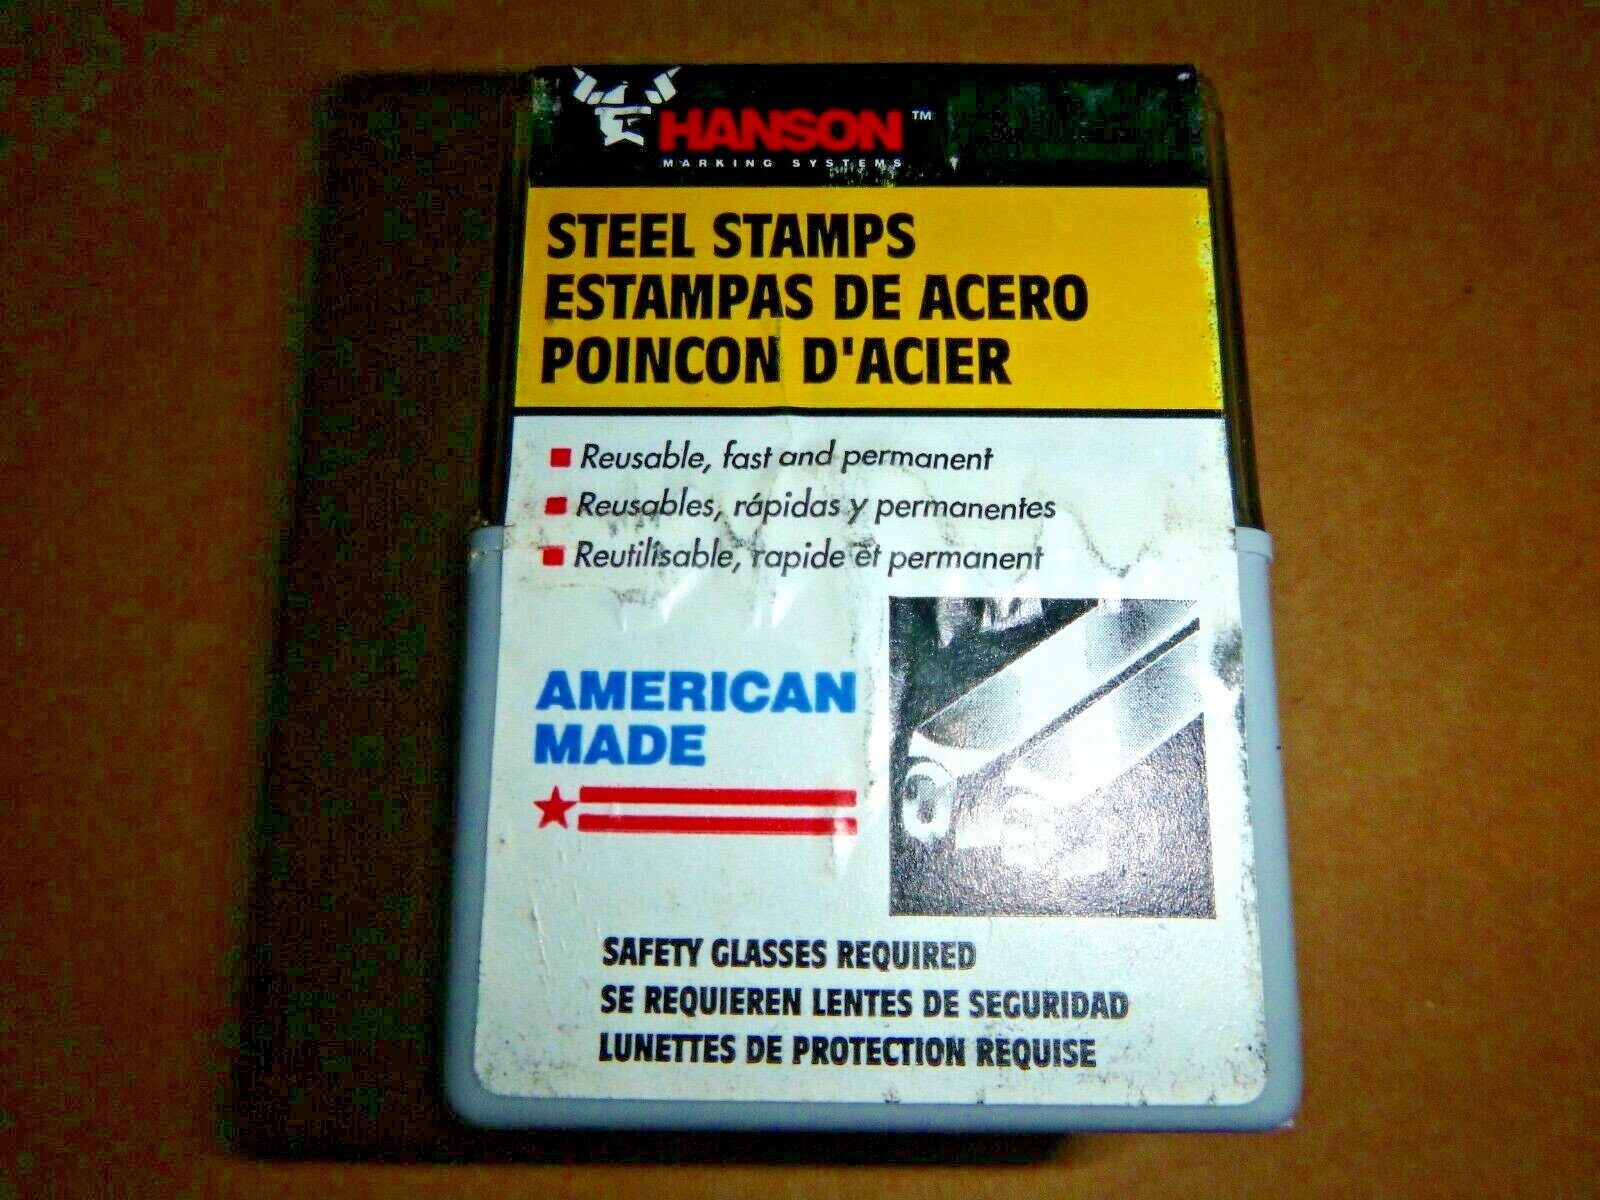 HANSON™
MARKING SYSTEMS
STEEL STAMPS
ESTAMPAS DE ACERO
POINCON D'ACIER
Reusable, fast and permanent
Reusables, rápidas y permanentes
Reutilisable, rapide et permanent
AMERICAN
MADE
SAFETY GLASSES REQUIRED
SE REQUIEREN LENTES DE SEGURIDAD
LUNETTES DE PROTECTION REQUISE